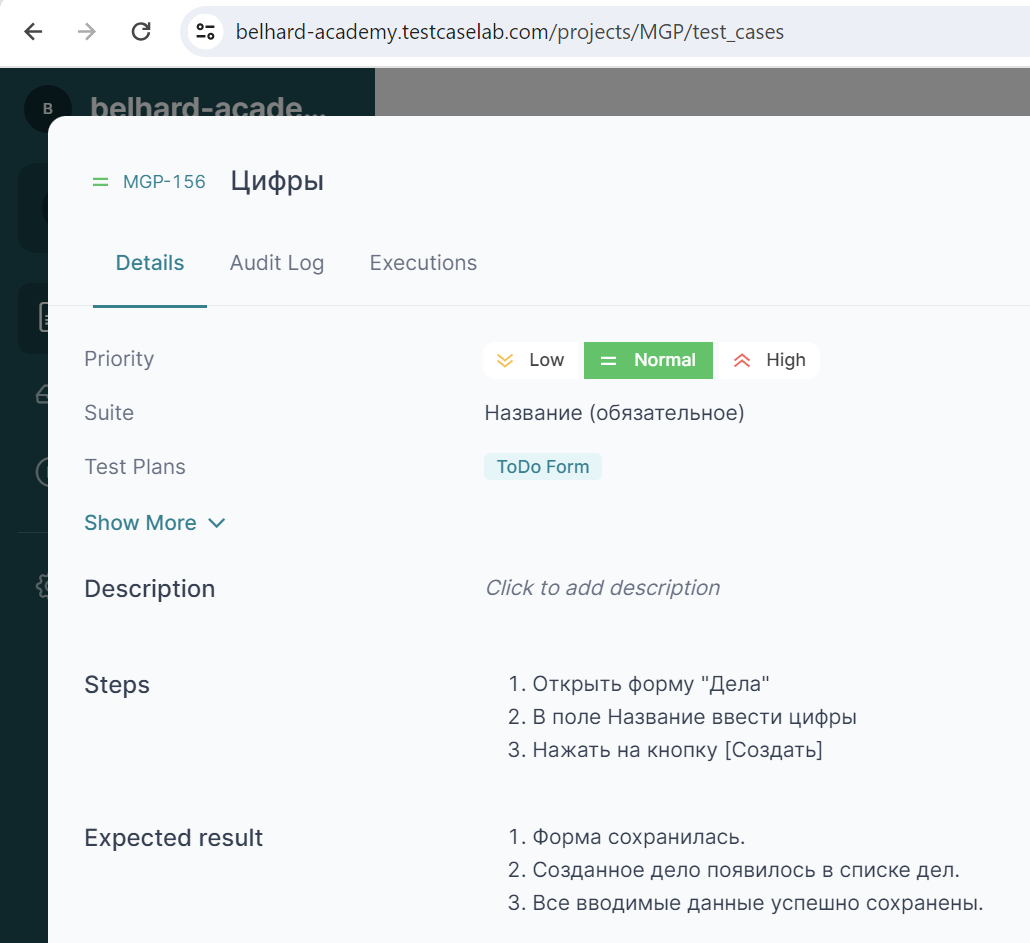 belhard-academy.testcaselab.com/projects/MGP/test_cases
B belhard-acade...
MGP-156 Цифры
Details Audit Log Executions
Priority Low Normal High
Suite Название (обязательное)
Test Plans ToDo Form
Show More
Description Click to add description
Steps 1. Открыть форму "Дела"
2. В поле Название ввести цифры
3. Нажать на кнопку [Создать]
Expected result 1. Форма сохранилась.
2. Созданное дело появилось в списке дел.
3. Все вводимые данные успешно сохранены.